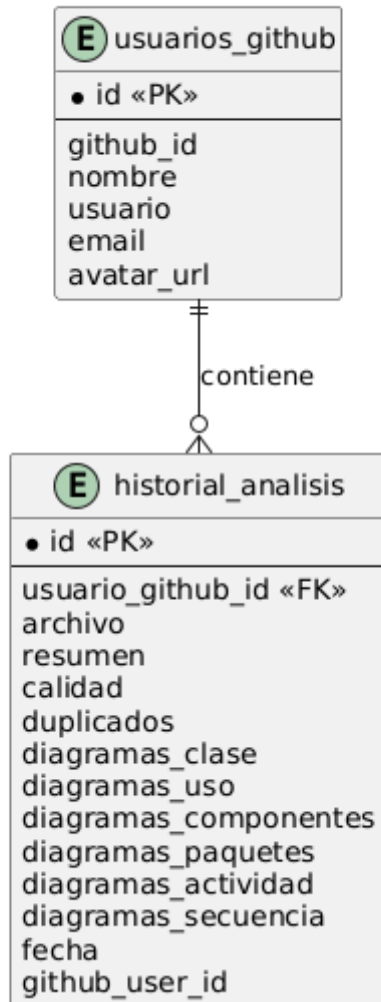 E usuarios_github
• id «PK»
github_id
nombre
usuario
email
avatar_url
contiene
E historial_analisis
• id «PK»
usuario_github_id «FK»
archivo
resumen
calidad
duplicados
diagramas_clase
diagramas_uso
diagramas_componentes
diagramas_paquetes
diagramas_actividad
diagramas_secuencia
fecha
github_user_id